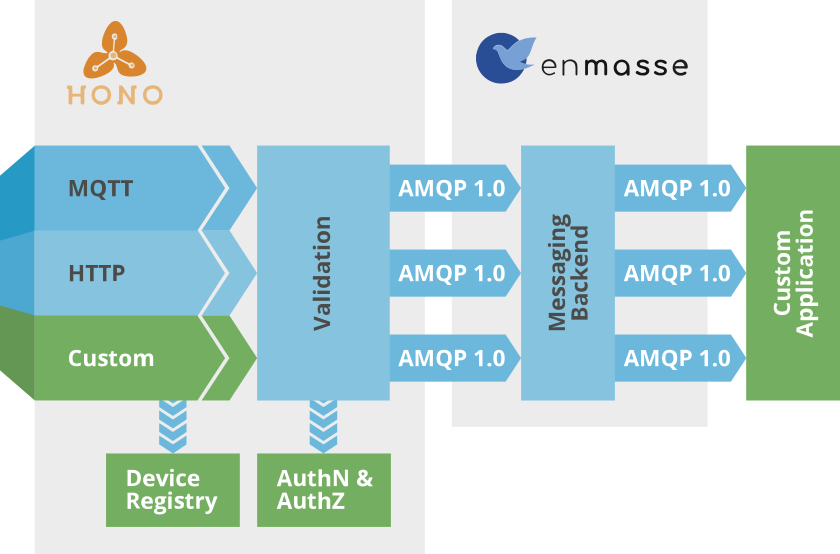 HONO
enmasse
MQTT
HTTP
Custom
Validation
AMQP 1.0
AMQP 1.0
AMQP 1.0
Messaging
Backend
AMQP 1.0
AMQP 1.0
AMQP 1.0
Custom
Application
Device
Registry
AuthN &
AuthZ